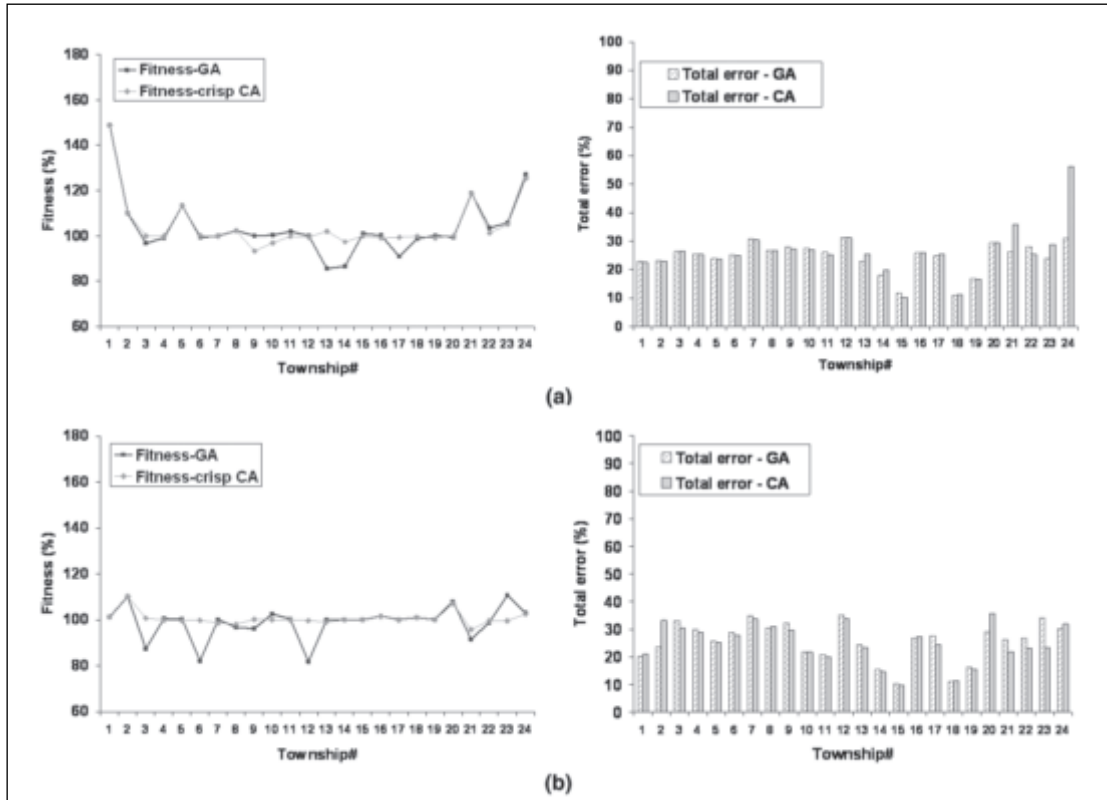 180
160
140
120
100
80
60
Fitness (%)
Fitness-GA
Fitness-crisp CA
1 2 3 4 5 6 7 8 9 10 11 12 13 14 15 16 17 18 19 20 21 22 23 24
Township#
100
90
80
70
60
50
40
30
20
10
0
Total error (%)
Total error - GA
Total error - CA
1 2 3 4 5 6 7 8 9 10 11 12 13 14 15 16 17 18 19 20 21 22 23 24
Township#
(a)
180
160
140
120
100
80
60
Fitness (%)
Fitness-GA
Fitness-crisp CA
1 2 3 4 5 6 7 8 9 10 11 12 13 14 15 16 17 18 19 20 21 22 23 24
Township#
100
90
80
70
60
50
40
30
20
10
0
Total error (%)
Total error - GA
Total error - CA
1 2 3 4 5 6 7 8 9 10 11 12 13 14 15 16 17 18 19 20 21 22 23 24
Township#
(b)